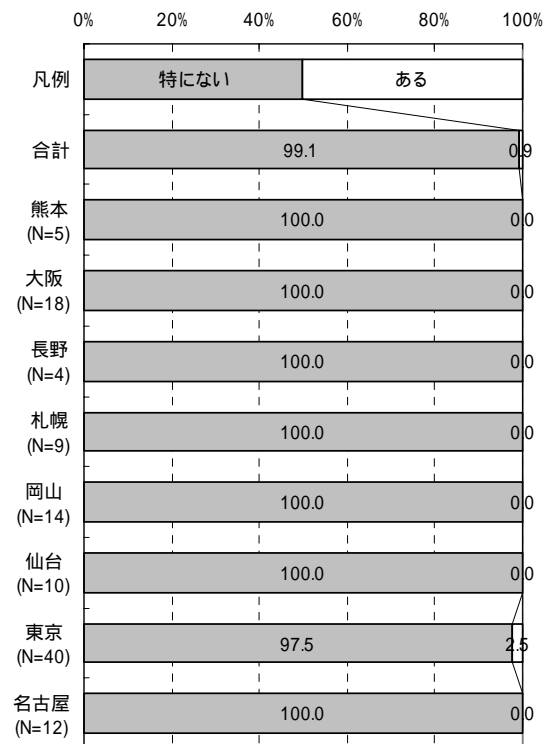 0% 20% 40% 60% 80% 100%
凡例 特にない ある
合計 99.1 0.9
熊本
(N=5) 100.0 0.0
大阪
(N=18) 100.0 0.0
長野
(N=4) 100.0 0.0
札幌
(N=9) 100.0 0.0
岡山
(N=14) 100.0 0.0
仙台
(N=10) 100.0 0.0
東京
(N=40) 97.5 2.5
名古屋
(N=12) 100.0 0.0